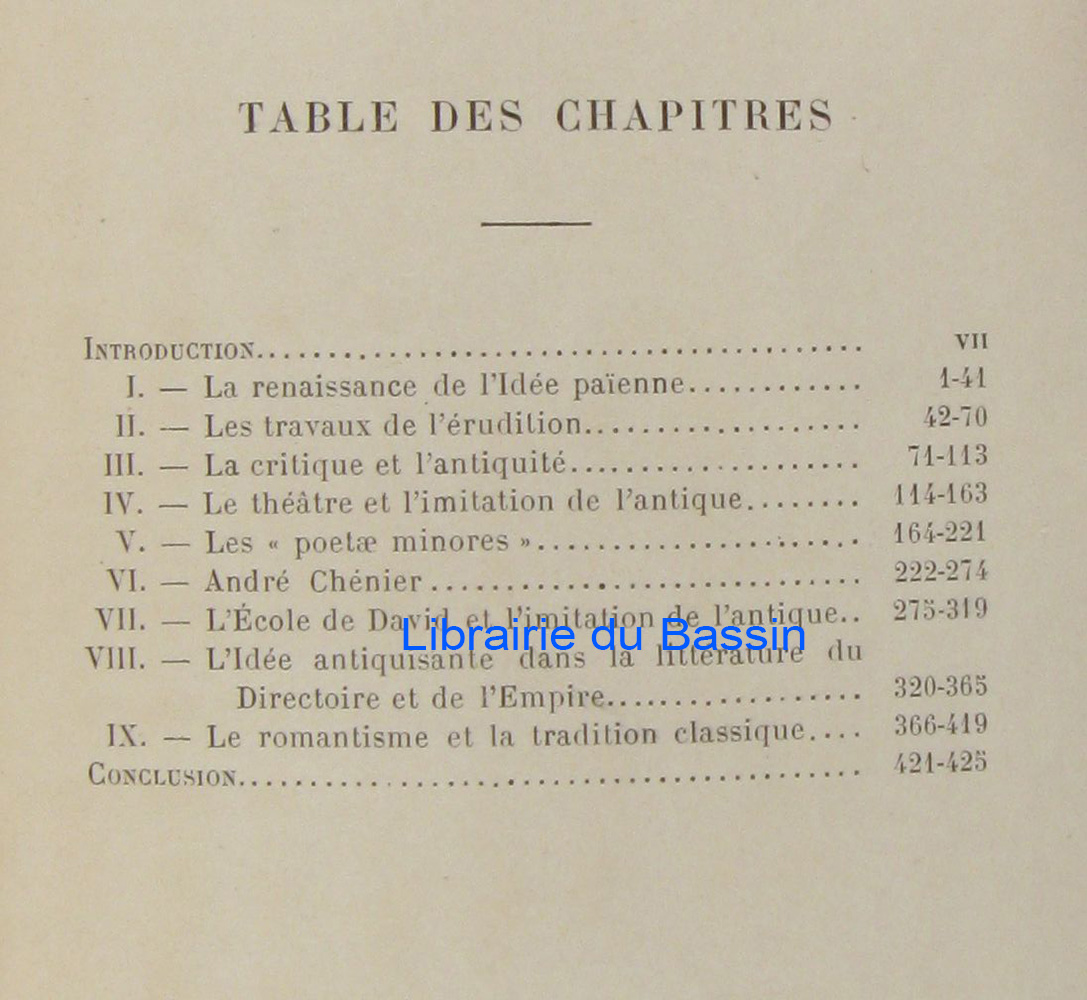 TABLE DES CHAPITRES
INTRODUCTION........................................ VII
I. — La renaissance de l'Idée païenne............ 1-41
II. — Les travaux de l'érudition................... 42-70
III. — La critique et l'antiquité.................... 71-113
IV. — Le théâtre et l'imitation de l'antique........ 114-163
V. — Les « poetæ minores »....................... 164-221
VI. — André Chénier.............................. 222-274
VII. — L'École de David et l'imitation de l'antique.. 275-319
Librairie du Bassin
VIII. — L'Idée antiquisante dans la littérature du
Directoire et de l'Empire.................. 320-365
IX. — Le romantisme et la tradition classique.... 366-419
CONCLUSION.......................................... 421-425